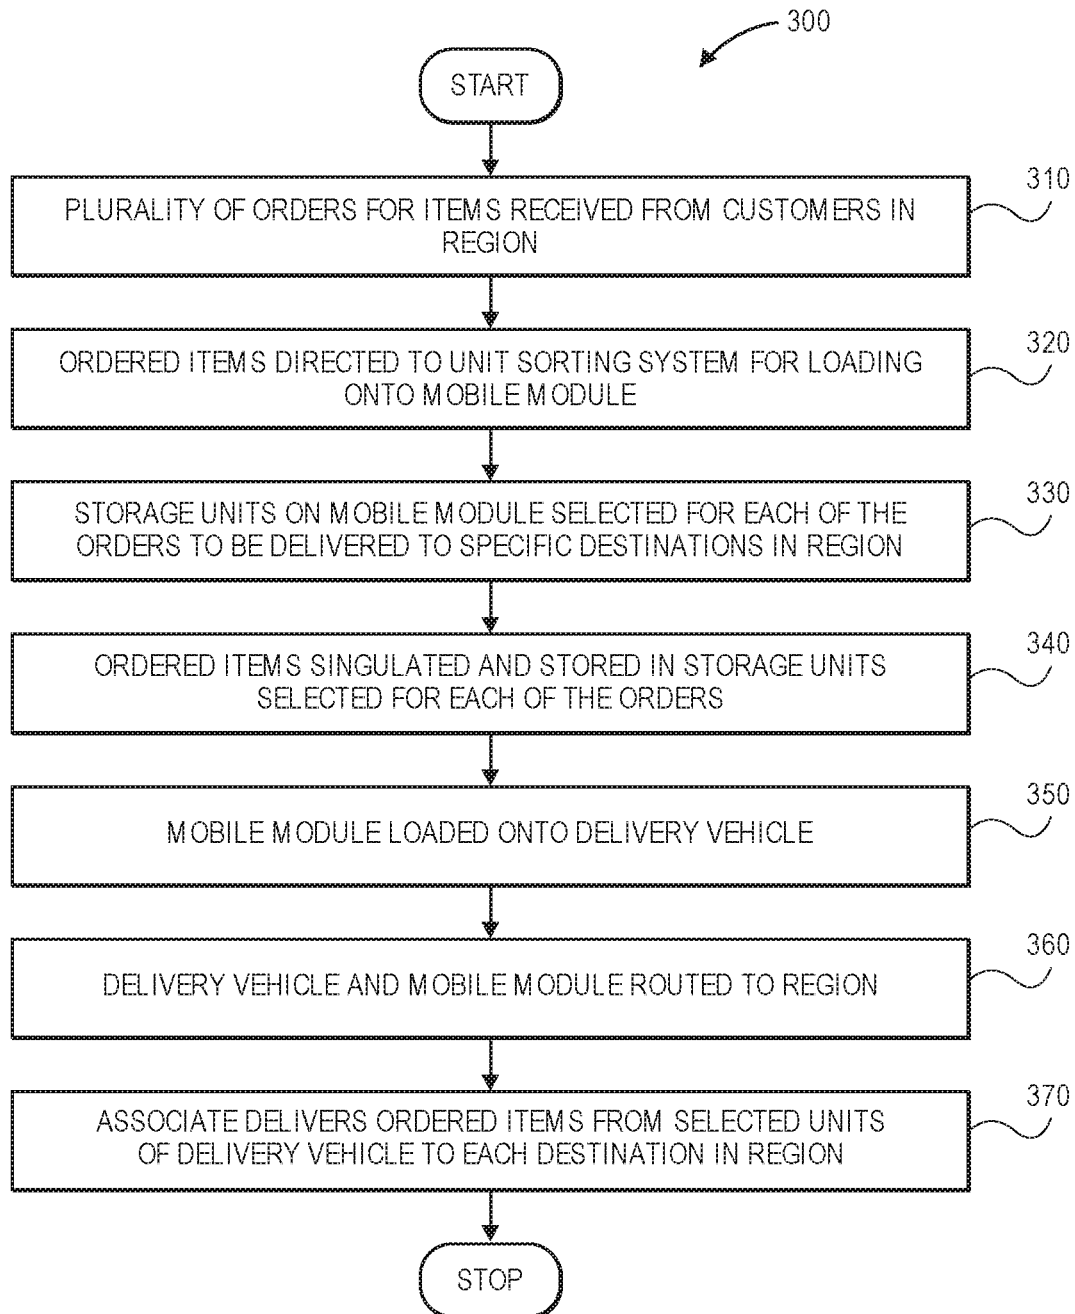 300
START
310
PLURALITY OF ORDERS FOR ITEMS RECEIVED FROM CUSTOMERS IN
REGION
320
ORDERED ITEMS DIRECTED TO UNIT SORTING SYSTEM FOR LOADING
ONTO MOBILE MODULE
330
STORAGE UNITS ON MOBILE MODULE SELECTED FOR EACH OF THE
ORDERS TO BE DELIVERED TO SPECIFIC DESTINATIONS IN REGION
340
ORDERED ITEMS SINGULATED AND STORED IN STORAGE UNITS
SELECTED FOR EACH OF THE ORDERS
350
MOBILE MODULE LOADED ONTO DELIVERY VEHICLE
360
DELIVERY VEHICLE AND MOBILE MODULE ROUTED TO REGION
370
ASSOCIATE DELIVERS ORDERED ITEMS FROM SELECTED UNITS
OF DELIVERY VEHICLE TO EACH DESTINATION IN REGION
STOP